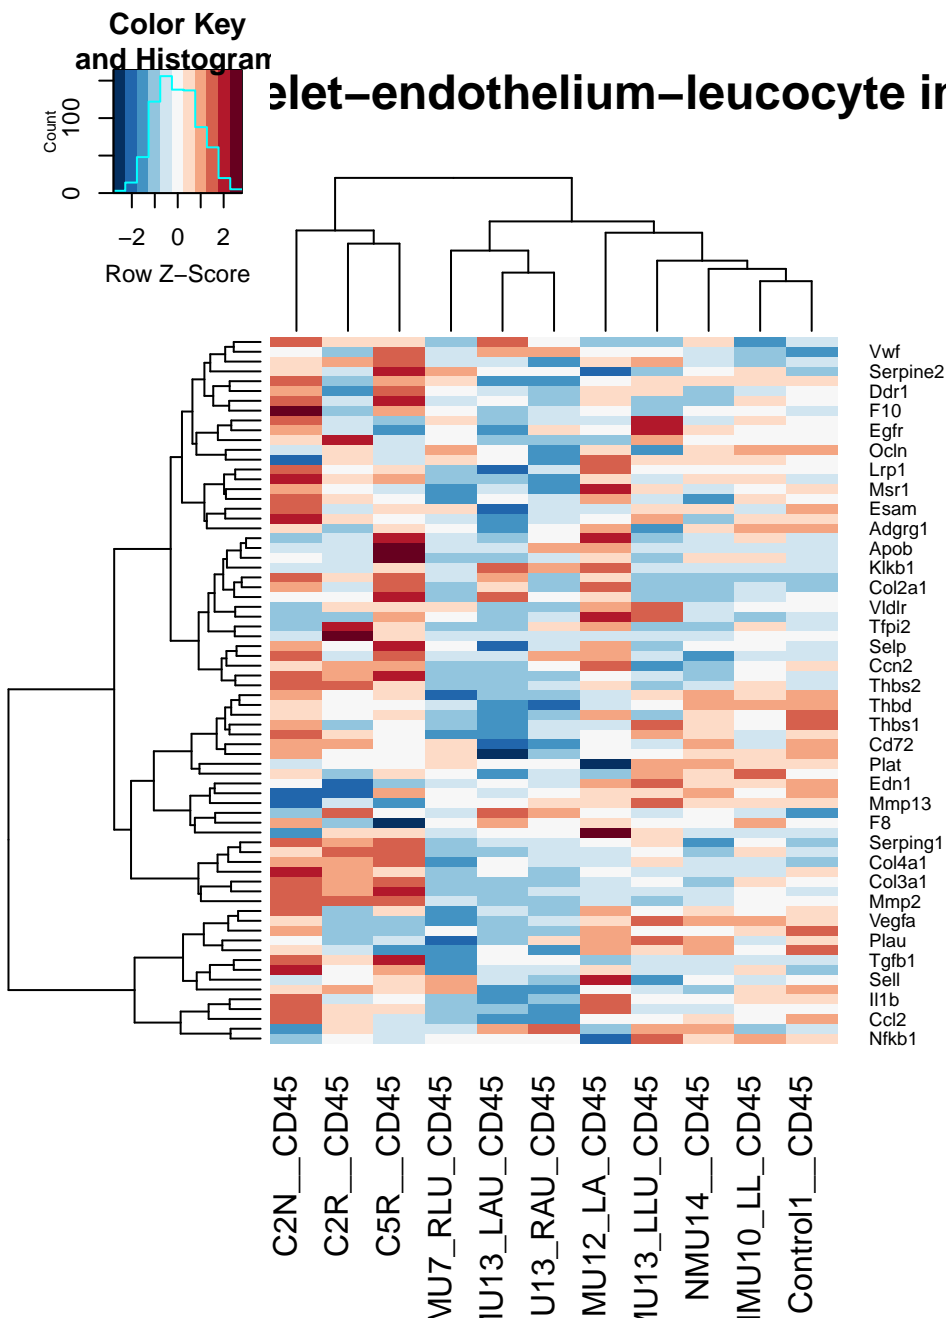 Color Key
and Histogram
elet−endothelium−leucocyte in
Count
0
100
−2
0
2
Row Z−Score
Vwf
Serpine2
Ddr1
F10
Egfr
Ocln
Lrp1
Msr1
Esam
Adgrg1
Apob
Klkb1
Col2a1
Vldlr
Tfpi2
Selp
Ccn2
Thbs2
Thbd
Thbs1
Cd72
Plat
Edn1
Mmp13
F8
Serping1
Col4a1
Col3a1
Mmp2
Vegfa
Plau
Tgfb1
Sell
Il1b
Ccl2
Nfkb1
C2N__CD45
C2R__CD45
C5R__CD45
MU7_RLU_CD45
MU13_LAU_CD45
U13_RAU_CD45
MU12_LA_CD45
MU13_LLU_CD45
NMU14__CD45
NMU10_LL_CD45
Control1__CD45